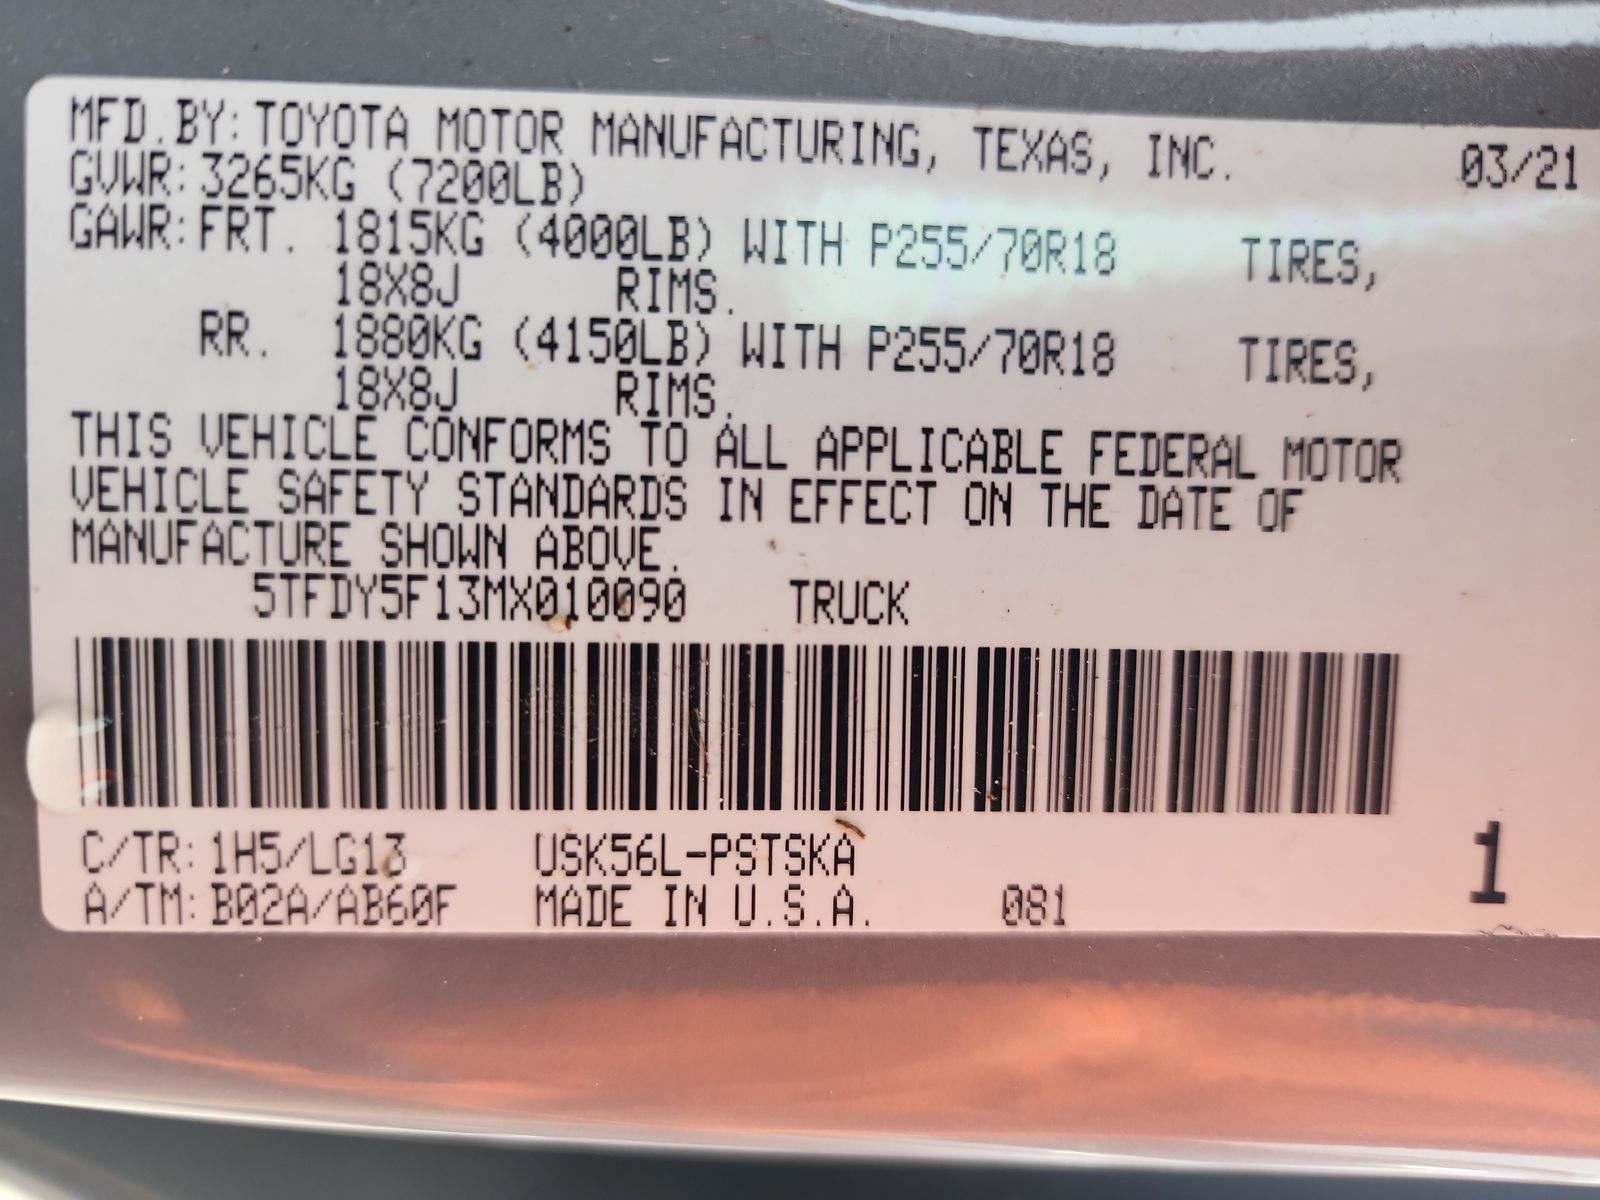 MFD.BY: TOYOTA MOTOR MANUFACTURING, TEXAS, INC. 03/21
GVWR: 3265KG (7200LB)
GAWR: FRT. 1815KG (4000LB) WITH P255/70R18 TIRES,
18X8J RIMS.
RR. 1880KG (4150LB) WITH P255/70R18 TIRES,
18X8J RIMS.
THIS VEHICLE CONFORMS TO ALL APPLICABLE FEDERAL MOTOR
VEHICLE SAFETY STANDARDS IN EFFECT ON THE DATE OF
MANUFACTURE SHOWN ABOVE.
5TFDY5F13MX010090 TRUCK
C/TR: 1H5/LG13 USK56L-PSTSKA 1
A/TM: B02A/AB60F MADE IN U.S.A. 081